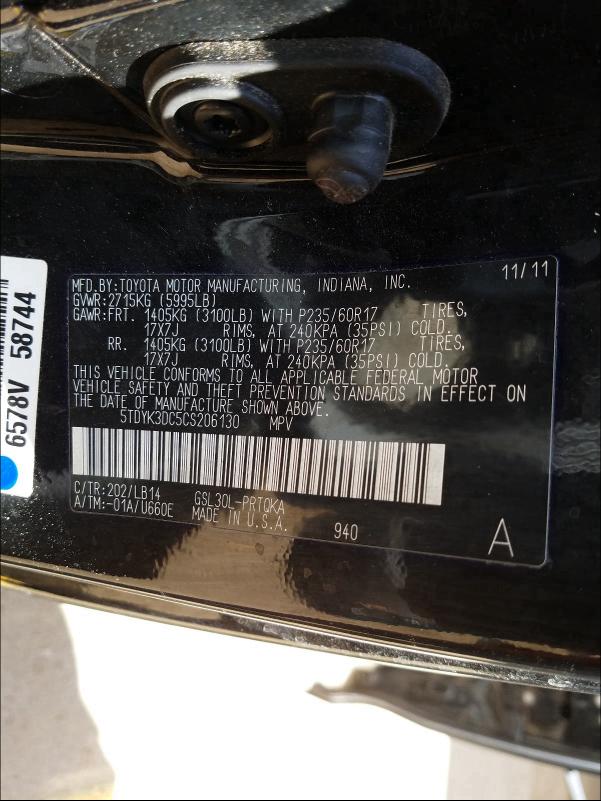 MFD.BY:TOYOTA MOTOR MANUFACTURING, INDIANA, INC. 11/11
GVWR:2715KG (5995LB)
GAWR:FRT. 1405KG (3100LB) WITH P235/60R17 TIRES,
17X7J RIMS, AT 240KPA (35PSI) COLD.
RR. 1405KG (3100LB) WITH P235/60R17 TIRES,
17X7J RIMS, AT 240KPA (35PSI) COLD.
THIS VEHICLE CONFORMS TO ALL APPLICABLE FEDERAL MOTOR
VEHICLE SAFETY AND THEFT PREVENTION STANDARDS IN EFFECT ON
THE DATE OF MANUFACTURE SHOWN ABOVE.
5TDYK3DC5CS206130 MPV
C/TR:202/LB14 GSL30L-PRTQKA
A/TM:-01A/U660E MADE IN U.S.A. 940 A
6578V 58744